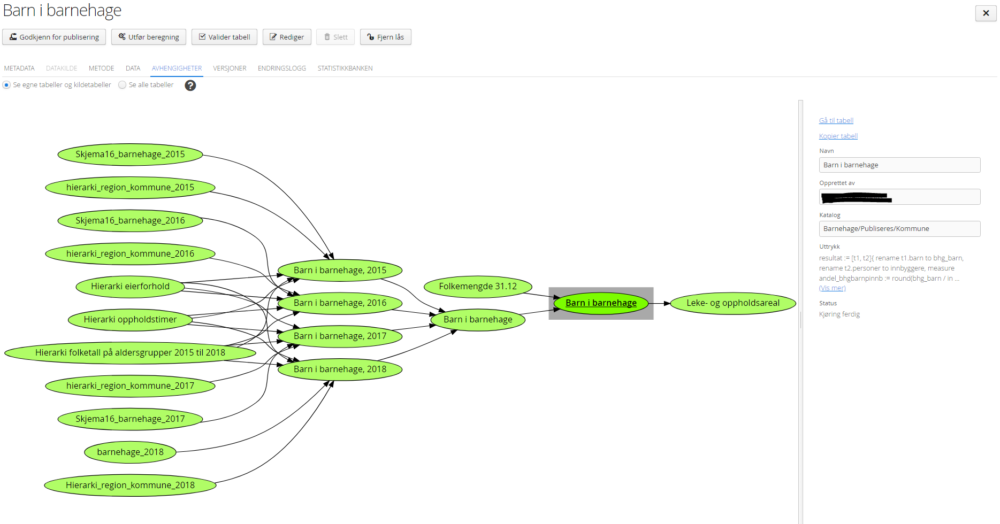 Barn i barnehage
Godkjenn for publisering
Utfør beregning
Valider tabell
Rediger
Slett
Fjern lås
METADATA
DATAKILDE
METODE
DATA
AVHENGIGHETER
VERSJONER
ENDRINGSLOGG
STATISTIKKBANKEN
Se egne tabeller og kildetabeller
Se alle tabeller
?
Skjema16_barnehage_2015
hierarki_region_kommune_2015
Skjema16_barnehage_2016
hierarki_region_kommune_2016
Hierarki eierforhold
Hierarki oppholdstimer
Hierarki folketall på aldersgrupper 2015 til 2018
hierarki_region_kommune_2017
Skjema16_barnehage_2017
barnehage_2018
Hierarki_region_kommune_2018
Barn i barnehage, 2015
Barn i barnehage, 2016
Barn i barnehage, 2017
Barn i barnehage, 2018
Folkemengde 31.12
Barn i barnehage
Barn i barnehage
Leke- og oppholdsareal
Gå til tabell
Kopier tabell
Navn
Barn i barnehage
Opprettet av
Katalog
Barnehage/Publiseres/Kommune
Uttrykk
resultat := [t1, t2]{ rename t1.barn to bhg_barn,
rename t2.personer to innbyggere, measure
andel_bhgbarnpinnb := round(bhg_barn / in ...
(Vis mer)
Status
Kjøring ferdig